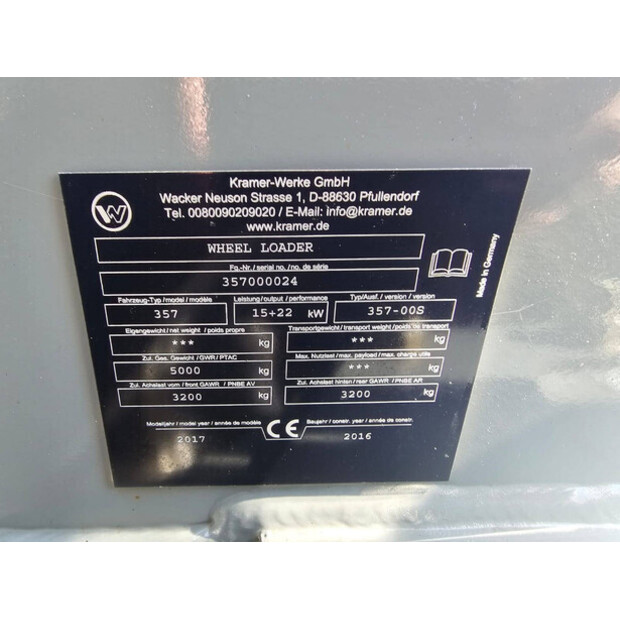 Kramer-Werke GmbH
Wacker Neuson Strasse 1, D-88630 Pfullendorf
Tel. 0080090209020 / E-Mail: info@kramer.de
www.kramer.de
W
WHEEL LOADER
Fg.-Nr./ serial no. /no. de série
357000024
Made in Germany
Fahrzeug-Typ / model / modèle Leistung/output / performance Typ/Ausf. / version / version
357 15+22 kW 357-00S
Eigengewicht / net weight / poids propre Transportgewicht / transport weight /poids de transport
*** kg *** kg
Zul. Ges. Gewicht / GWR / PTAC Max. Nutzlast / max. payload / max. charge utile
5000 kg *** kg
Zul. Achslast vorn / front GAWR / PNBE AV Zul. Achslast hinten / rear GAWR / PNBE AR
3200 kg 3200 kg
Modelljahr / model year / année de modèle CE Baujahr / constr. year / année de constr.
2017 2016